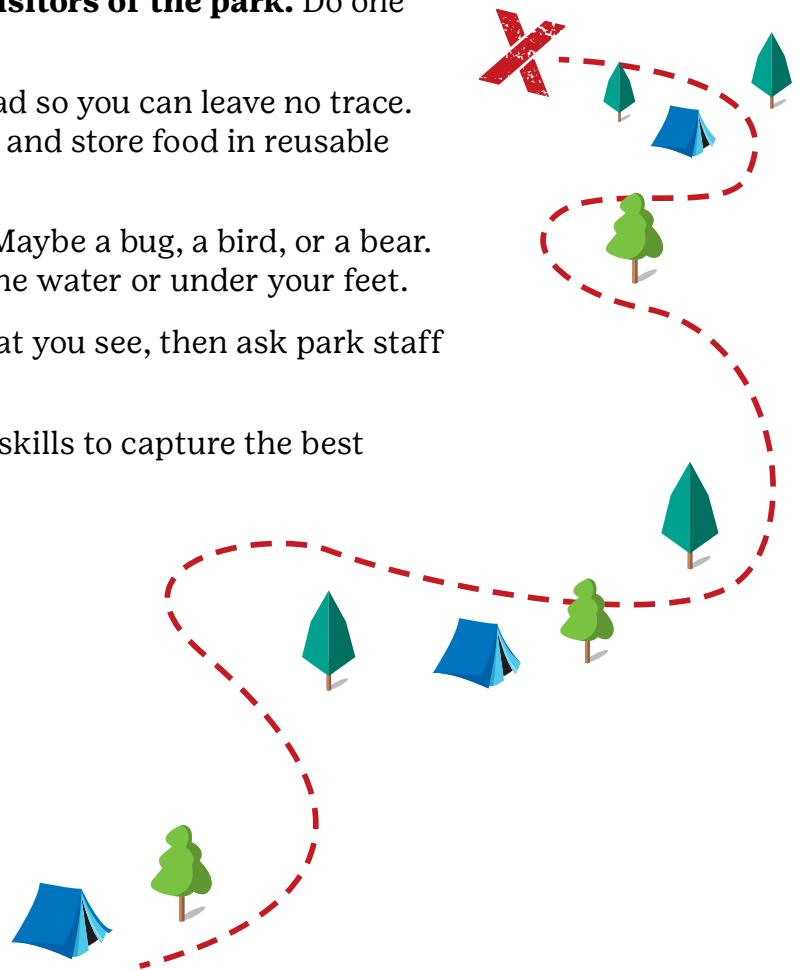 isitors of the park. Do one
ad so you can leave no trace.
and store food in reusable
Maybe a bug, a bird, or a bear.
he water or under your feet.
at you see, then ask park staff
skills to capture the best